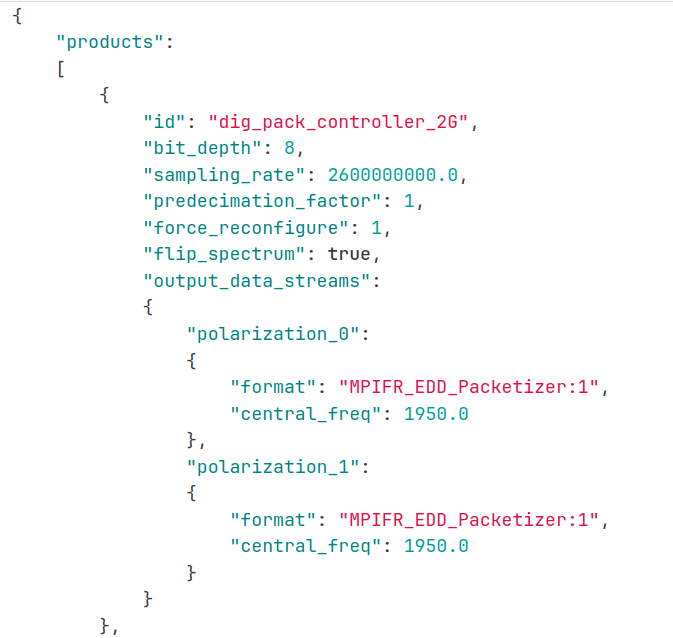 {
    "products":
    [
        {
            "id": "dig_pack_controller_2G",
            "bit_depth": 8,
            "sampling_rate": 2600000000.0,
            "predecimation_factor": 1,
            "force_reconfigure": 1,
            "flip_spectrum": true,
            "output_data_streams":
            {
                "polarization_0":
                {
                    "format": "MPIFR_EDD_Packetizer:1",
                    "central_freq": 1950.0
                },
                "polarization_1":
                {
                    "format": "MPIFR_EDD_Packetizer:1",
                    "central_freq": 1950.0
                }
            }
        },